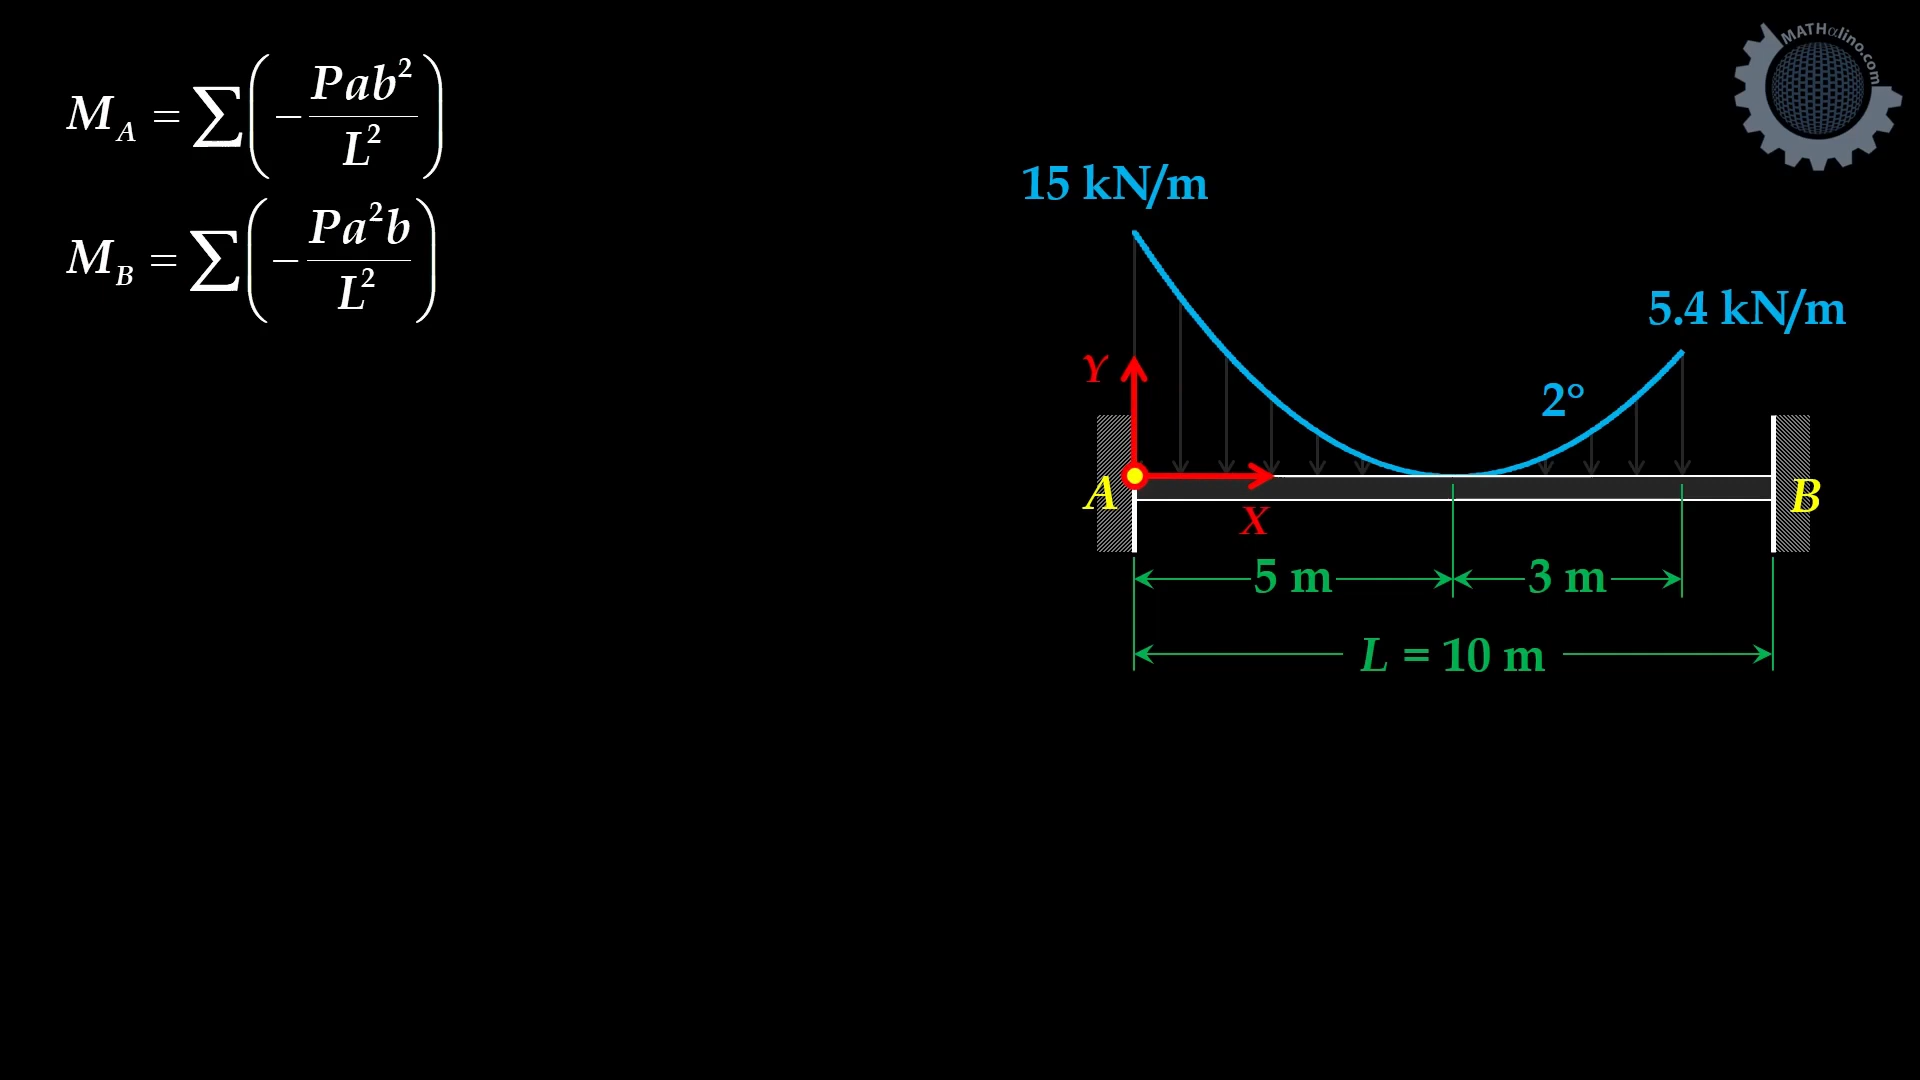 MATHalino.com
M_A = ∑(−Pab²/L²)
M_B = ∑(−Pa²b/L²)
15 kN/m
5.4 kN/m
Y
2°
A
B
X
5 m
3 m
L = 10 m